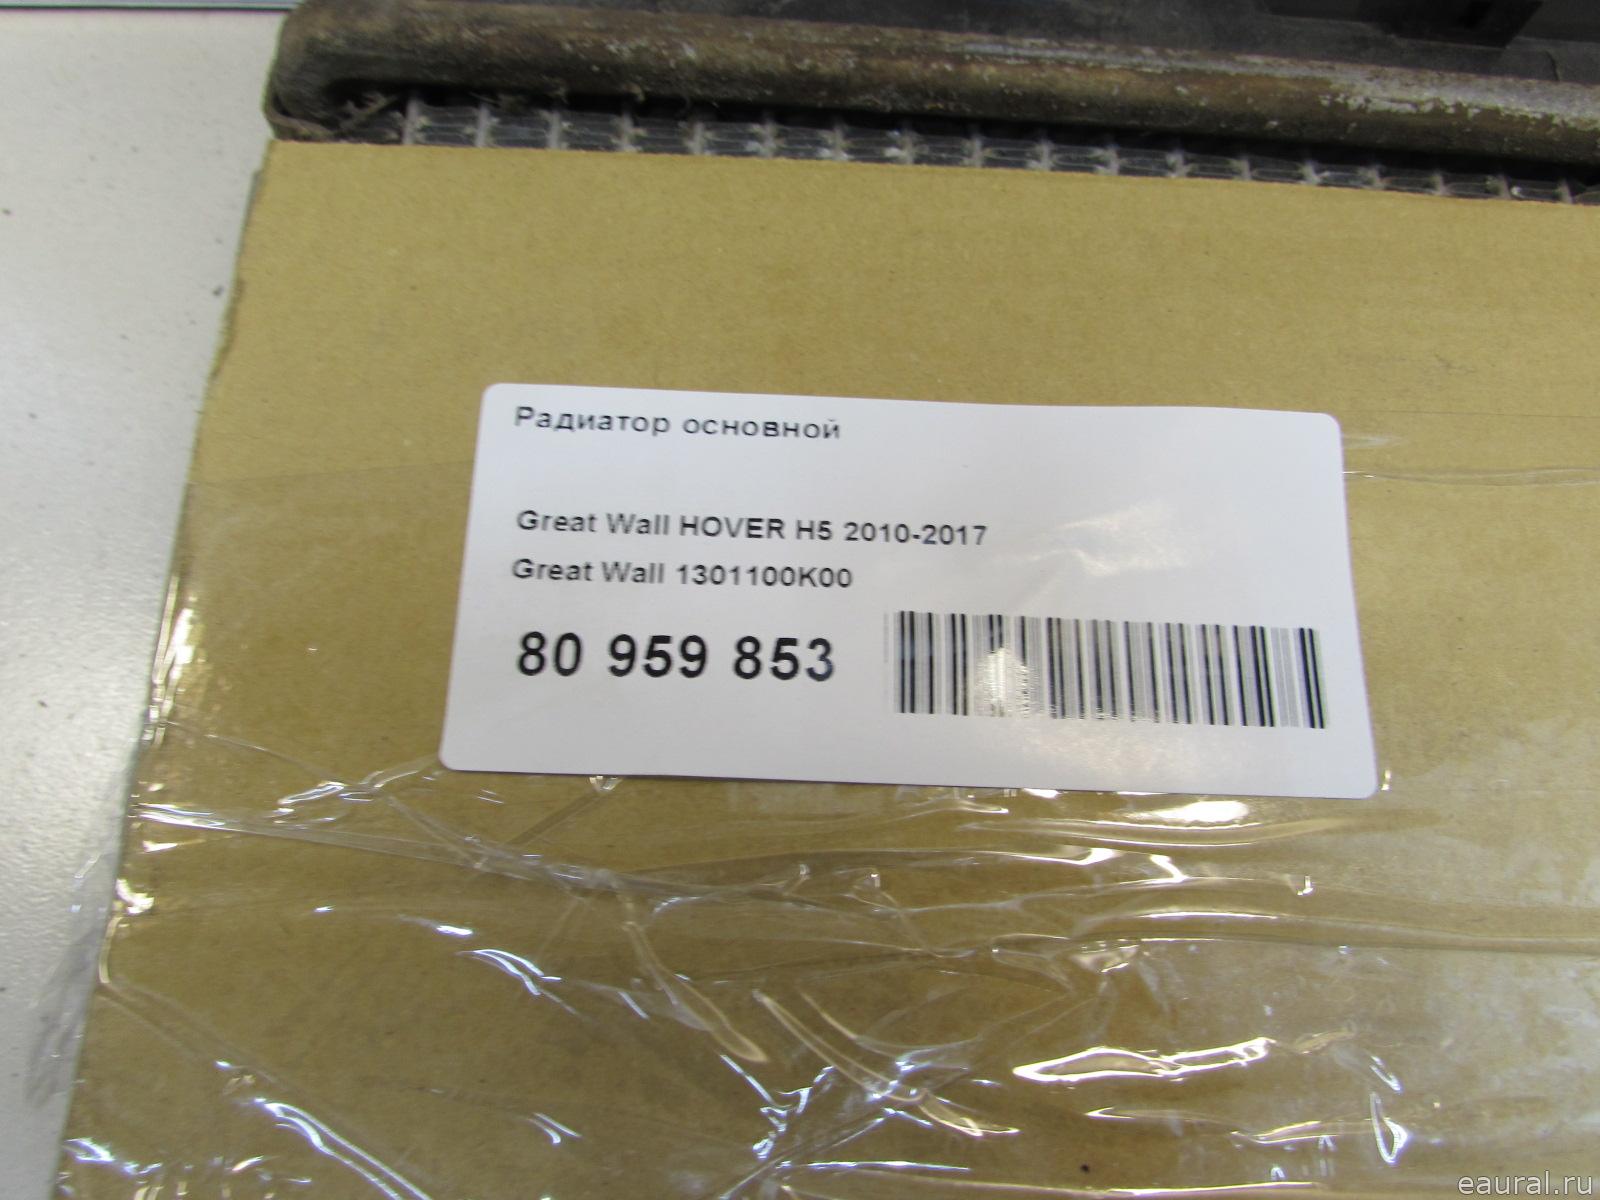 Радиатор основной
Great Wall HOVER H5 2010-2017
Great Wall 1301100K00
80 959 853
eaural.ru